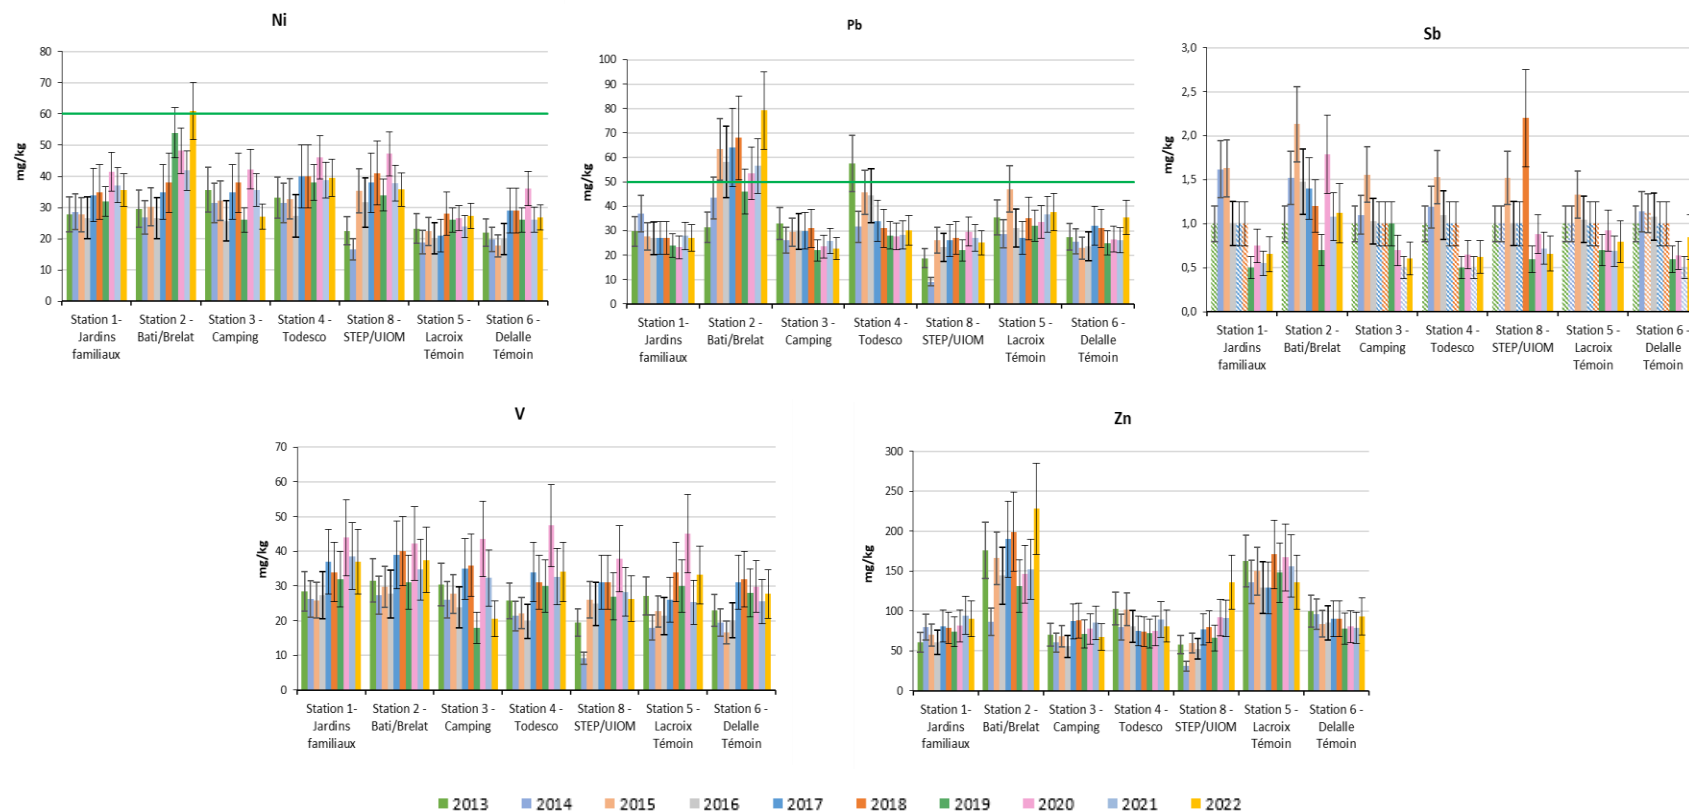 Ni
80
70
60
50
40
30
20
10
0
mg/kg
Station 1-
Jardins
familiaux
Station 2 -
Bati/Brelat
Station 3 -
Camping
Station 4 -
Todesco
Station 8 -
STEP/UIOM
Station 5 -
Lacroix
Témoin
Station 6 -
Delalle
Témoin
Pb
100
90
80
70
60
50
40
30
20
10
0
mg/kg
Station 1-
Jardins
familiaux
Station 2 -
Bati/Brelat
Station 3 -
Camping
Station 4 -
Todesco
Station 8 -
STEP/UIOM
Station 5 -
Lacroix
Témoin
Station 6 -
Delalle
Témoin
Sb
3,0
2,5
2,0
1,5
1,0
0,5
0,0
mg/kg
Station 1-
Jardins
familiaux
Station 2 -
Bati/Brelat
Station 3 -
Camping
Station 4 -
Todesco
Station 8 -
STEP/UIOM
Station 5 -
Lacroix
Témoin
Station 6 -
Delalle
Témoin
V
70
60
50
40
30
20
10
0
mg/kg
Station 1-
Jardins
familiaux
Station 2 -
Bati/Brelat
Station 3 -
Camping
Station 4 -
Todesco
Station 8 -
STEP/UIOM
Station 5 -
Lacroix
Témoin
Station 6 -
Delalle
Témoin
Zn
300
250
200
150
100
50
0
mg/kg
Station 1-
Jardins
familiaux
Station 2 -
Bati/Brelat
Station 3 -
Camping
Station 4 -
Todesco
Station 8 -
STEP/UIOM
Station 5 -
Lacroix
Témoin
Station 6 -
Delalle
Témoin
2013 2014 2015 2016 2017 2018 2019 2020 2021 2022